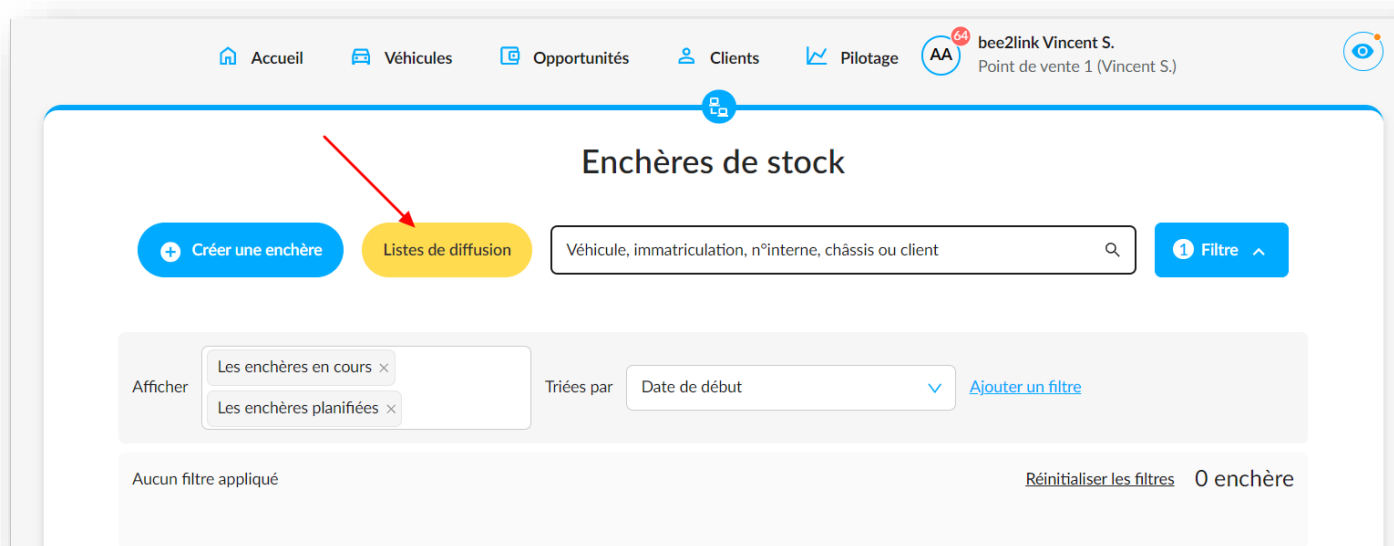 Accueil
Véhicules
Opportunités
Clients
Pilotage
AA
64
bee2link Vincent S.
Point de vente 1 (Vincent S.)
Enchères de stock
Créer une enchère
Listes de diffusion
Véhicule, immatriculation, n°interne, châssis ou client
1 Filtre
Afficher
Les enchères en cours ×
Les enchères planifiées ×
Triées par
Date de début
Ajouter un filtre
Aucun filtre appliqué
Réinitialiser les filtres
0 enchère